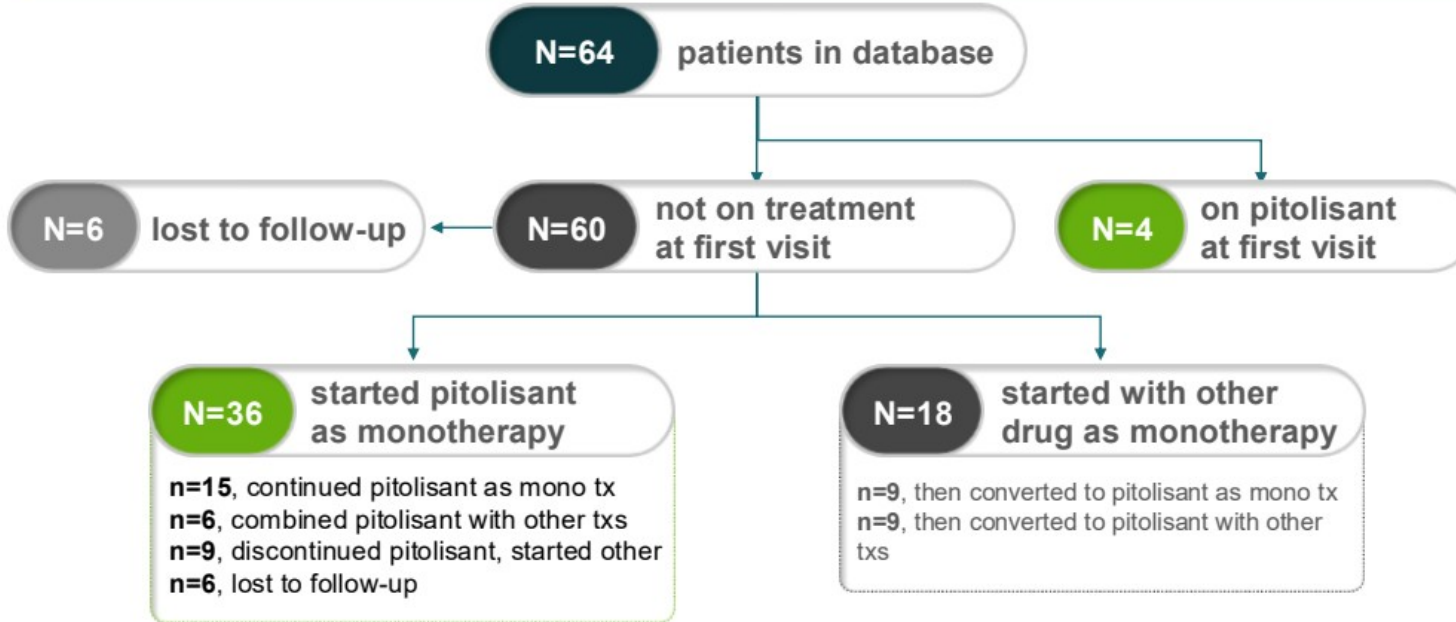 N=64 patients in database
N=6 lost to follow-up
N=60 not on treatment
at first visit
N=4 on pitolisant
at first visit
N=36 started pitolisant
as monotherapy
n=15, continued pitolisant as mono tx
n=6, combined pitolisant with other txs
n=9, discontinued pitolisant, started other
n=6, lost to follow-up
N=18 started with other
drug as monotherapy
n=9, then converted to pitolisant as mono tx
n=9, then converted to pitolisant with other
txs